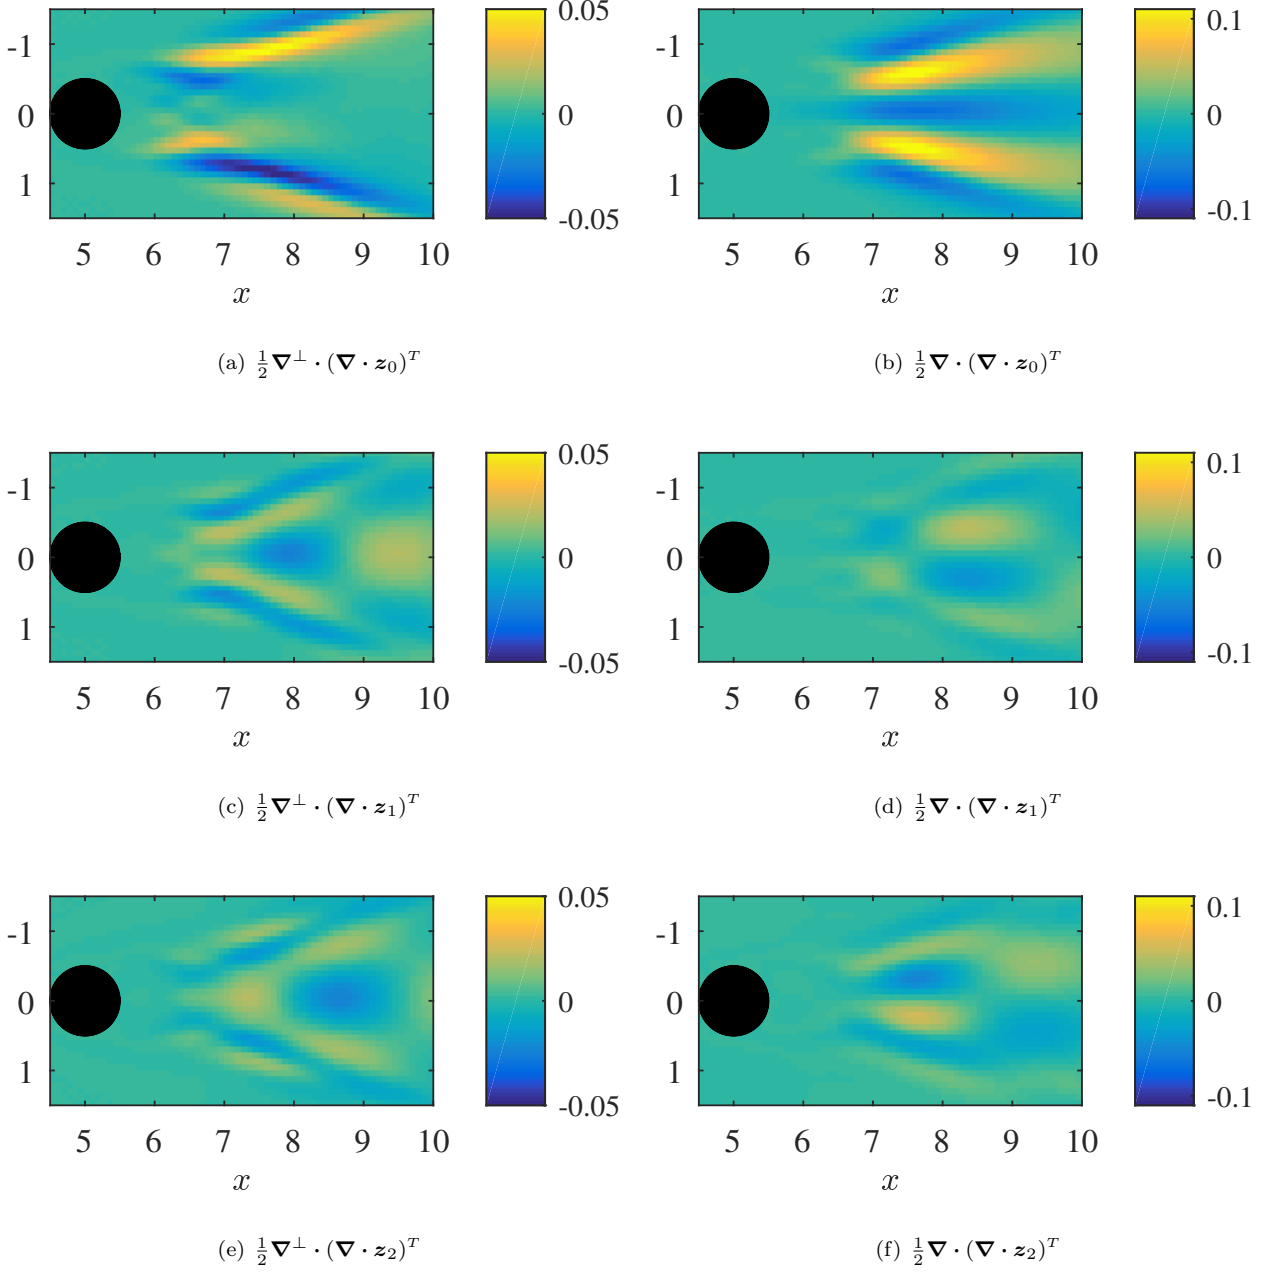 -1 0 1
5 6 7 8 9 10
x
0.05 0 -0.05
(a) ½∇⊥ · (∇ · z₀)ᵀ
-1 0 1
5 6 7 8 9 10
x
0.1 0 -0.1
(b) ½∇ · (∇ · z₀)ᵀ
-1 0 1
5 6 7 8 9 10
x
0.05 0 -0.05
(c) ½∇⊥ · (∇ · z₁)ᵀ
-1 0 1
5 6 7 8 9 10
x
0.1 0 -0.1
(d) ½∇ · (∇ · z₁)ᵀ
-1 0 1
5 6 7 8 9 10
x
0.05 0 -0.05
(e) ½∇⊥ · (∇ · z₂)ᵀ
-1 0 1
5 6 7 8 9 10
x
0.1 0 -0.1
(f) ½∇ · (∇ · z₂)ᵀ